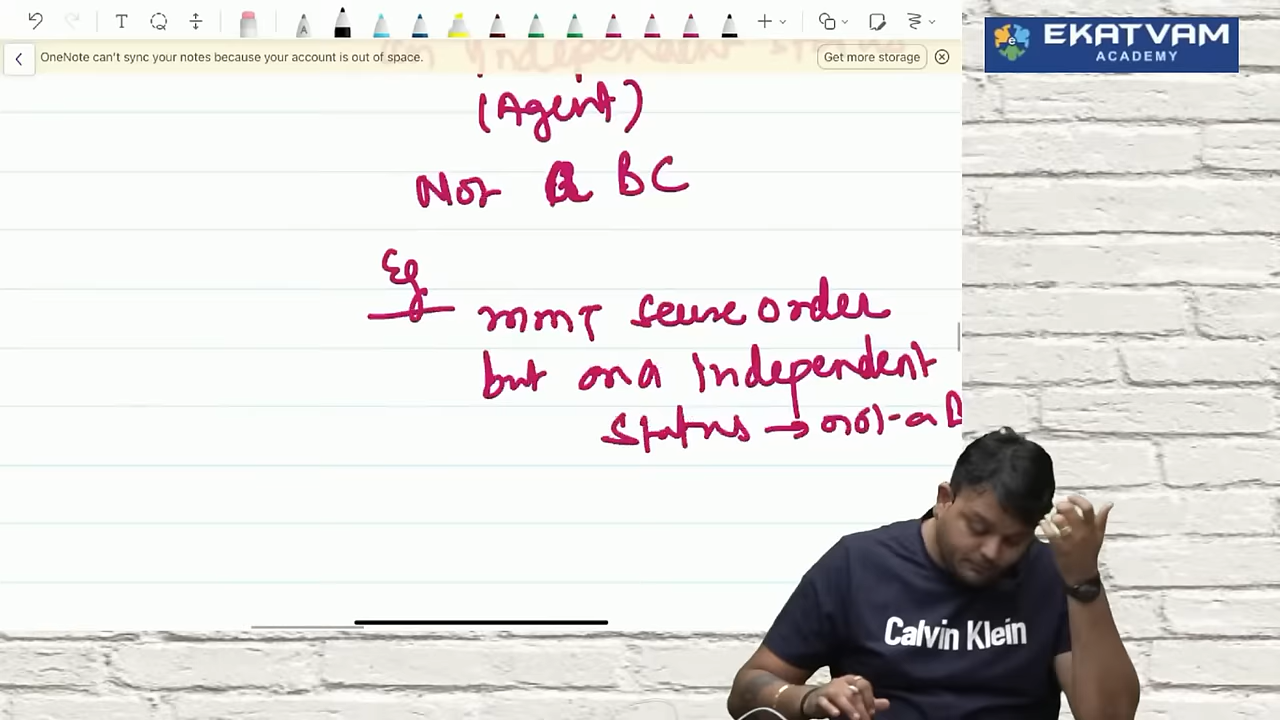 EKATVAM
ACADEMY
OneNote can't sync your notes because your account is out of space.
Get more storage
Independent
(Agent)
Not a BC
Eg
MMT secure order
but on a Independent
Status → not a B
Calvin Klein